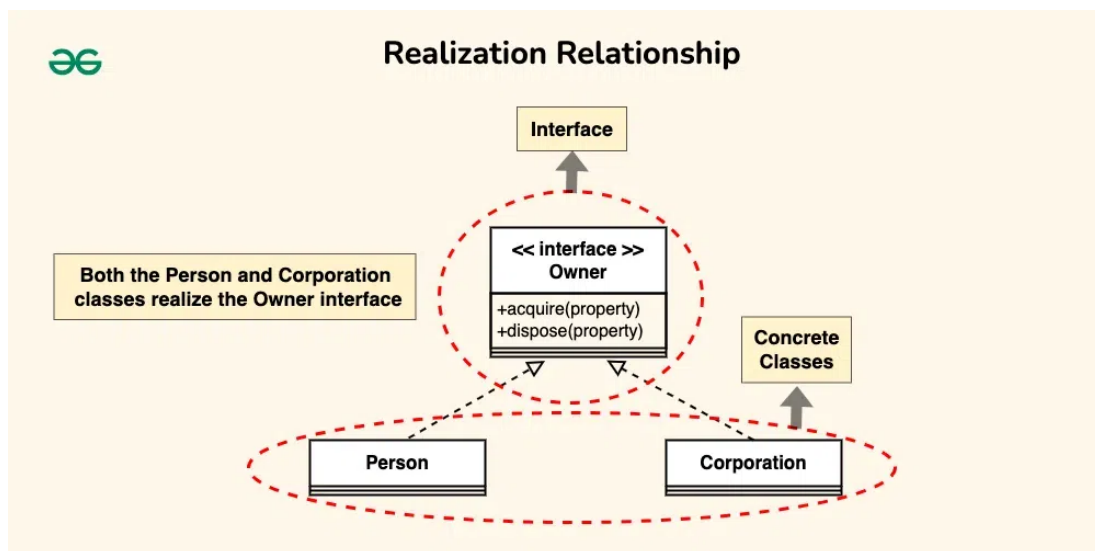 Realization Relationship
Interface
<< interface >>
Owner
+acquire(property)
+dispose(property)
Both the Person and Corporation
classes realize the Owner interface
Concrete
Classes
Person
Corporation